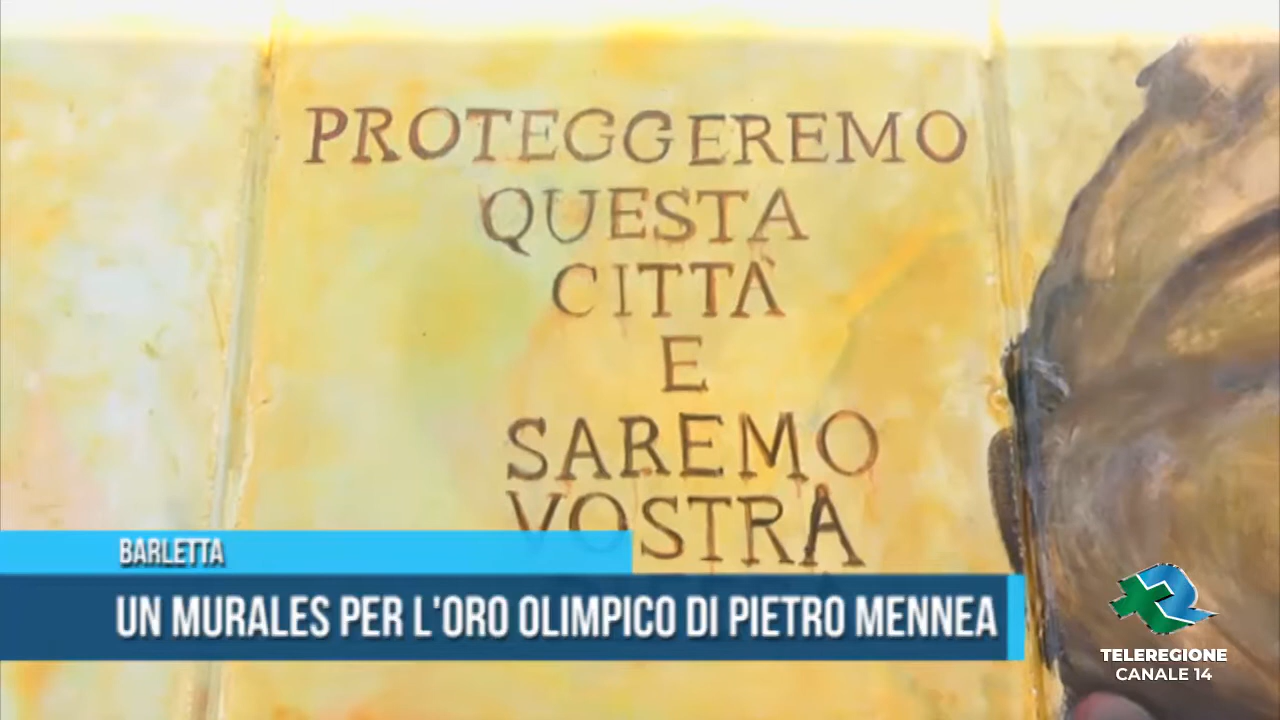 PROTEGGEREMO
QUESTA
CITTÀ
E
SAREMO
VOSTRA
BARLETTA
UN MURALES PER L'ORO OLIMPICO DI PIETRO MENNEA
TELEREGIONE
CANALE 14